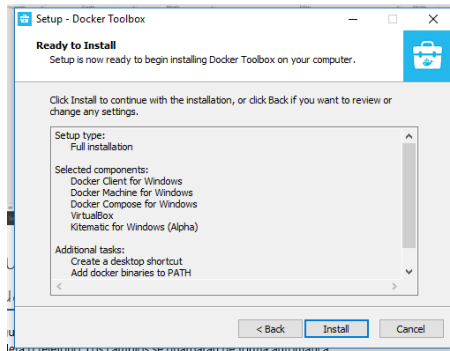 Setup - Docker Toolbox
Ready to Install
Setup is now ready to begin installing Docker Toolbox on your computer.
Click Install to continue with the installation, or click Back if you want to review or
change any settings.
Setup type:
Full installation
Selected components:
Docker Client for Windows
Docker Machine for Windows
Docker Compose for Windows
VirtualBox
Kitematic for Windows (Alpha)
Additional tasks:
Create a desktop shortcut
Add docker binaries to PATH
< Back
Install
Cancel